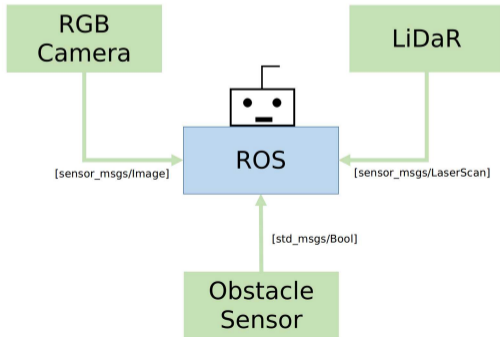 RGB
Camera
LiDaR
ROS
[sensor_msgs/Image]
[sensor_msgs/LaserScan]
[std_msgs/Bool]
Obstacle
Sensor